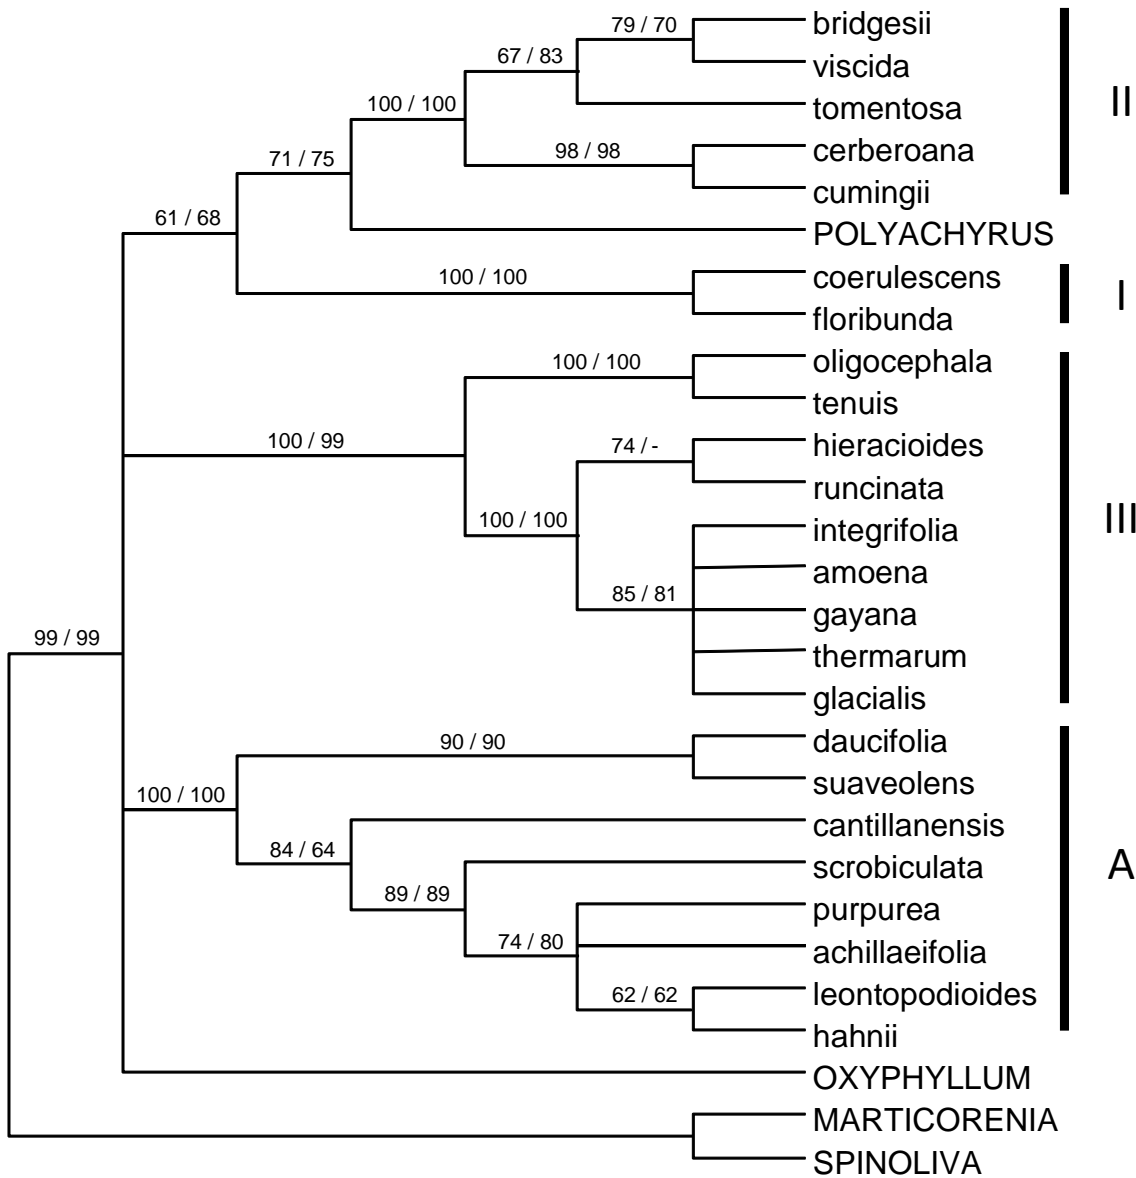 79 / 70
bridgesii
67 / 83
viscida
II
100 / 100
tomentosa
98 / 98
cerberoana
71 / 75
cumingii
61 / 68
POLYACHYRUS
100 / 100
coerulescens
I
floribunda
100 / 100
oligocephala
tenuis
100 / 99
74 / -
hieracioides
runcinata
100 / 100
III
integrifolia
amoena
85 / 81
gayana
99 / 99
thermarum
glacialis
90 / 90
daucifolia
suaveolens
100 / 100
cantillanensis
84 / 64
scrobiculata
A
89 / 89
purpurea
74 / 80
achillaeifolia
62 / 62
leontopodioides
hahnii
OXYPHYLLUM
MARTICORENIA
SPINOLIVA